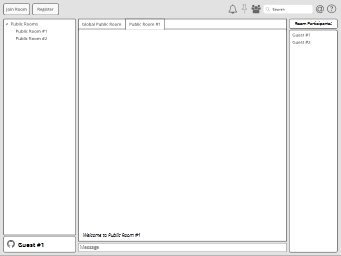 Join Room
Register
Search
Public Rooms
Public Room #1
Public Room #2
Global Public Room
Public Room #1
Room Participants:
Guest #1
Guest #2
Welcome to Public Room #1
Guest #1
Message